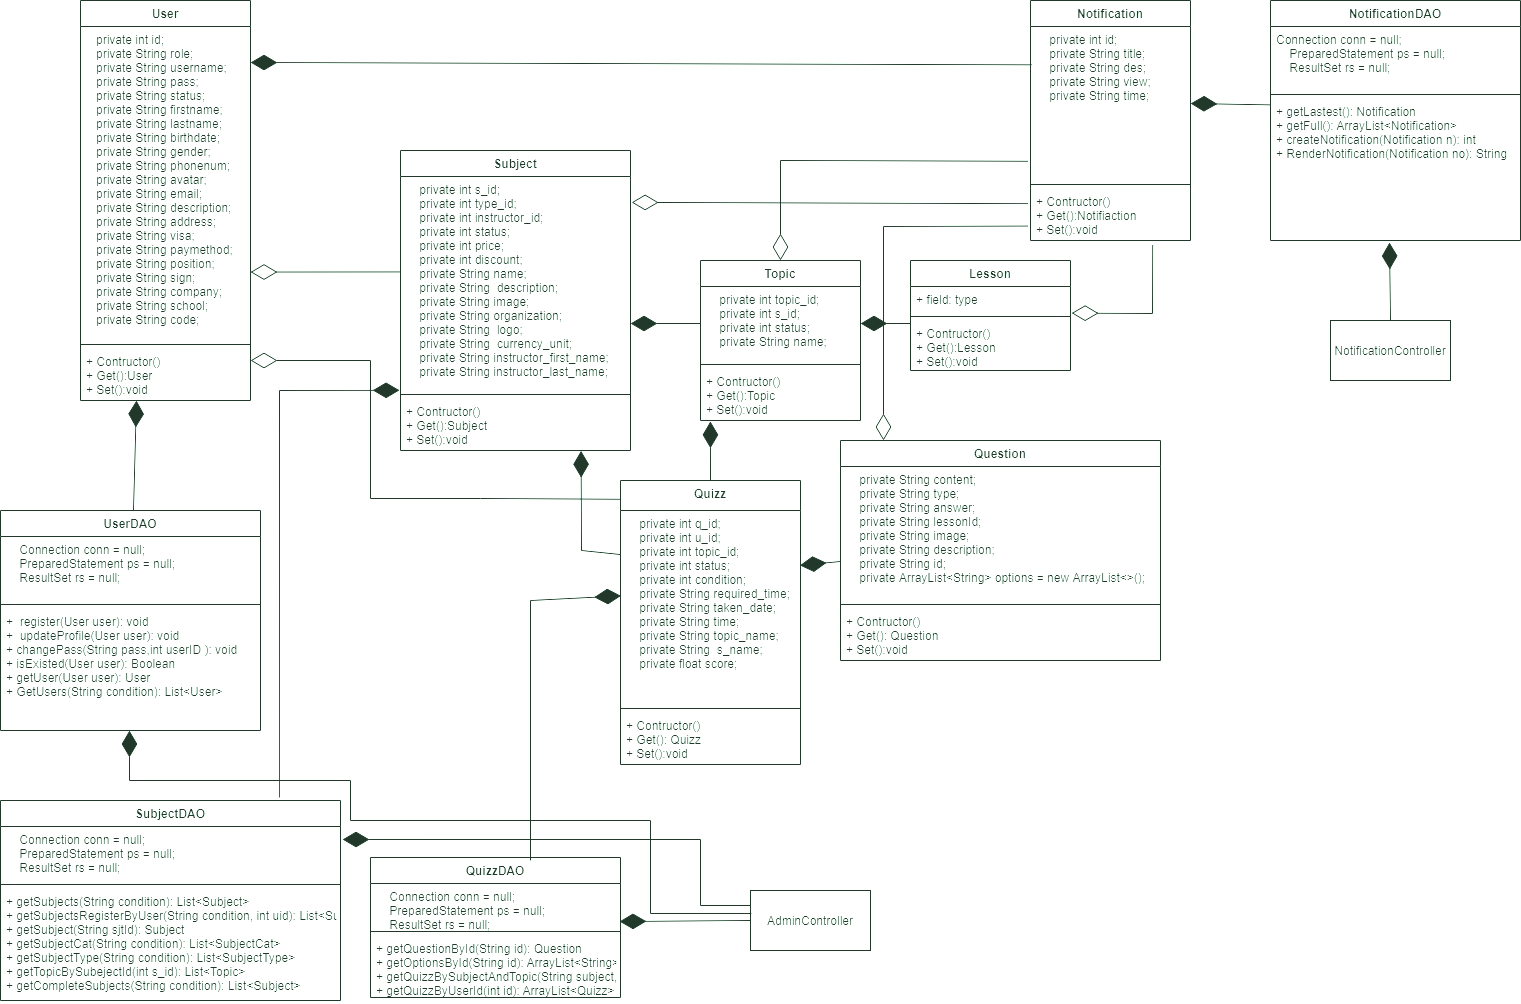 User
private int id;
private String role;
private String username;
private String pass;
private String status;
private String firstname;
private String lastname;
private String birthdate;
private String gender;
private String phonenum;
private String avatar;
private String email;
private String description;
private String address;
private String visa;
private String paymethod;
private String position;
private String sign;
private String company;
private String school;
private String code;
+ Contructor()
+ Get():User
+ Set():void
Notification
private int id;
private String title;
private String des;
private String view;
private String time;
+ Contructor()
+ Get():Notifiaction
+ Set():void
NotificationDAO
Connection conn = null;
PreparedStatement ps = null;
ResultSet rs = null;
+ getLastest(): Notification
+ getFull(): ArrayList<Notification>
+ createNotification(Notification n): int
+ RenderNotification(Notification no): String
Subject
private int s_id;
private int type_id;
private int instructor_id;
private int status;
private int price;
private int discount;
private String name;
private String  description;
private String image;
private String organization;
private String  logo;
private String  currency_unit;
private String instructor_first_name;
private String instructor_last_name;
+ Contructor()
+ Get():Subject
+ Set():void
Topic
private int topic_id;
private int s_id;
private int status;
private String name;
+ Contructor()
+ Get():Topic
+ Set():void
Lesson
+ field: type
+ Contructor()
+ Get():Lesson
+ Set():void
NotificationController
Question
private String content;
private String type;
private String answer;
private String lessonId;
private String image;
private String description;
private String id;
private ArrayList<String> options = new ArrayList<>();
+ Contructor()
+ Get(): Question
+ Set():void
Quizz
private int q_id;
private int u_id;
private int topic_id;
private int status;
private int condition;
private String required_time;
private String taken_date;
private String time;
private String topic_name;
private String  s_name;
private float score;
+ Contructor()
+ Get(): Quizz
+ Set():void
UserDAO
Connection conn = null;
PreparedStatement ps = null;
ResultSet rs = null;
+  register(User user): void
+  updateProfile(User user): void
+ changePass(String pass,int userID ): void
+ isExisted(User user): Boolean
+ getUser(User user): User
+ GetUsers(String condition): List<User>
SubjectDAO
Connection conn = null;
PreparedStatement ps = null;
ResultSet rs = null;
+ getSubjects(String condition): List<Subject>
+ getSubjectsRegisterByUser(String condition, int uid): List<Su
+ getSubject(String sjtId): Subject
+ getSubjectCat(String condition): List<SubjectCat>
+ getSubjectType(String condition): List<SubjectType>
+ getTopicBySubejectId(int s_id): List<Topic>
+ getCompleteSubjects(String condition): List<Subject>
QuizzDAO
Connection conn = null;
PreparedStatement ps = null;
ResultSet rs = null;
+ getQuestionById(String id): Question
+ getOptionsById(String id): ArrayList<String>
+ getQuizzBySubjectAndTopic(String subject,
+ getQuizzByUserId(int id): ArrayList<Quizz>
AdminController